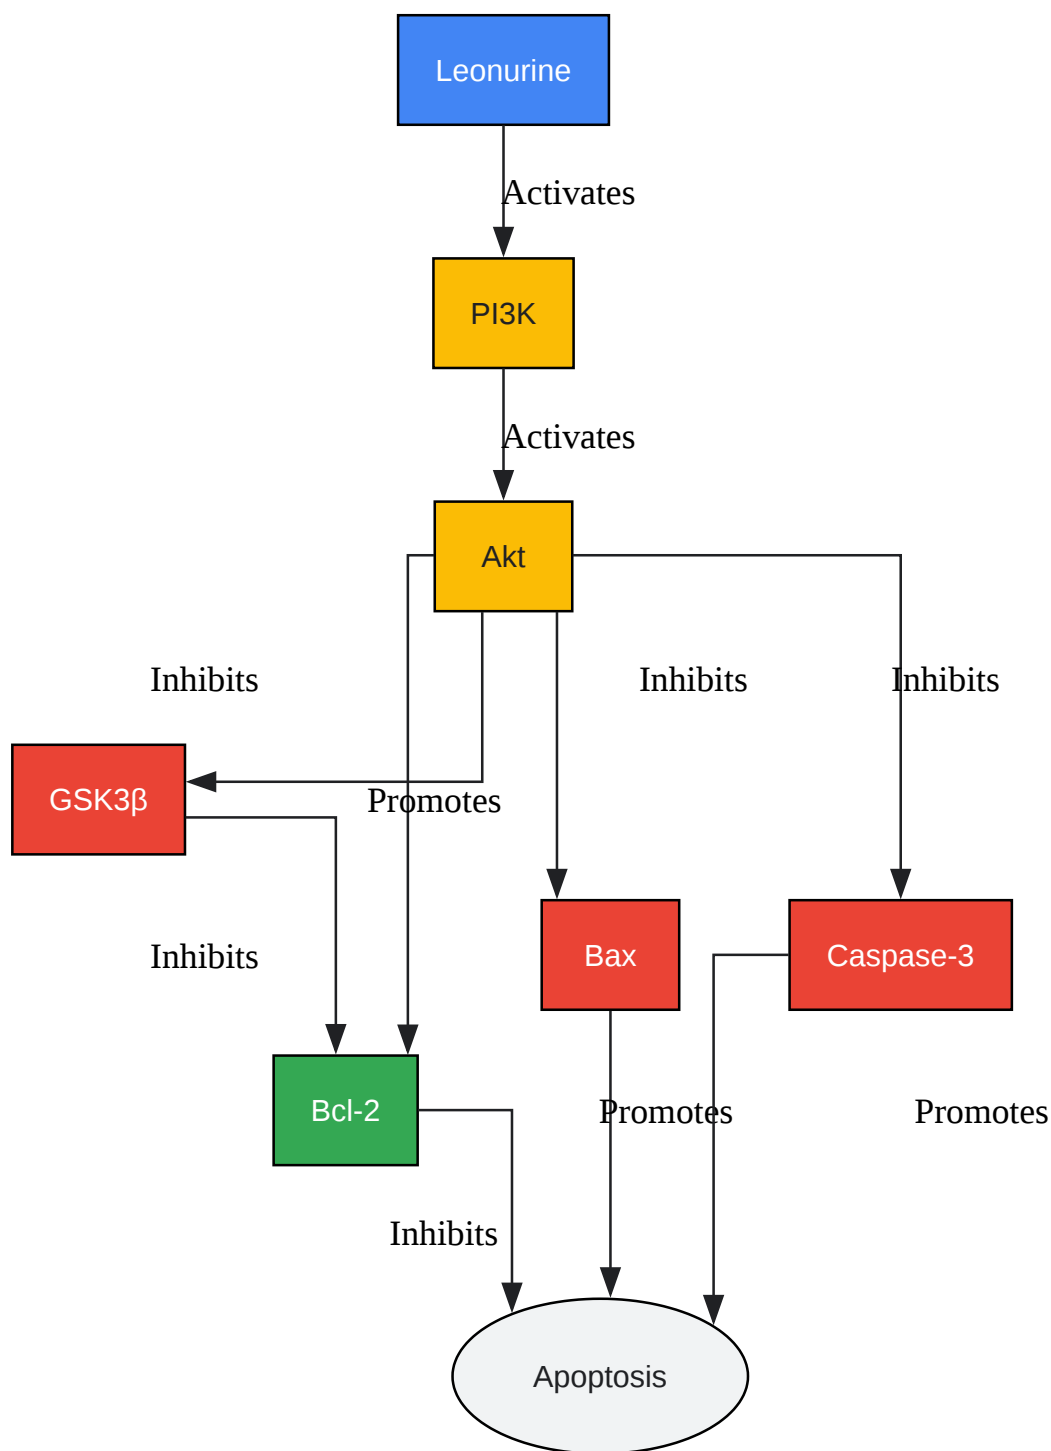 Leonurine
Activates
PI3K
Activates
Akt
Inhibits
Inhibits
Inhibits
GSK3β
Promotes
Inhibits
Bax
Caspase-3
Bcl-2
Promotes
Promotes
Inhibits
Apoptosis